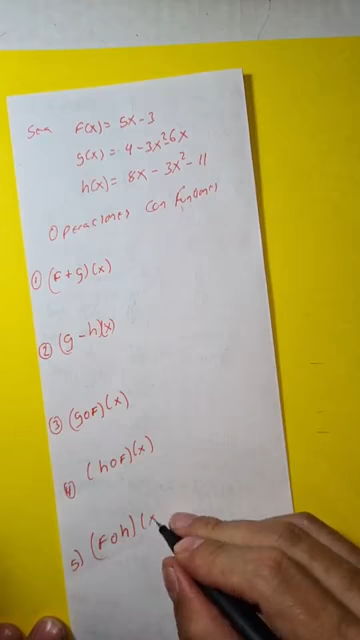 Sea f(x) = 5x - 3
g(x) = 4 - 3x² - 6x
h(x) = 8x - 3x² - 11
Operaciones con funciones
① (F + g)(x)
② (g - h)(x)
③ (goF)(x)
4 (hoF)(x)
5) (Foh)(x